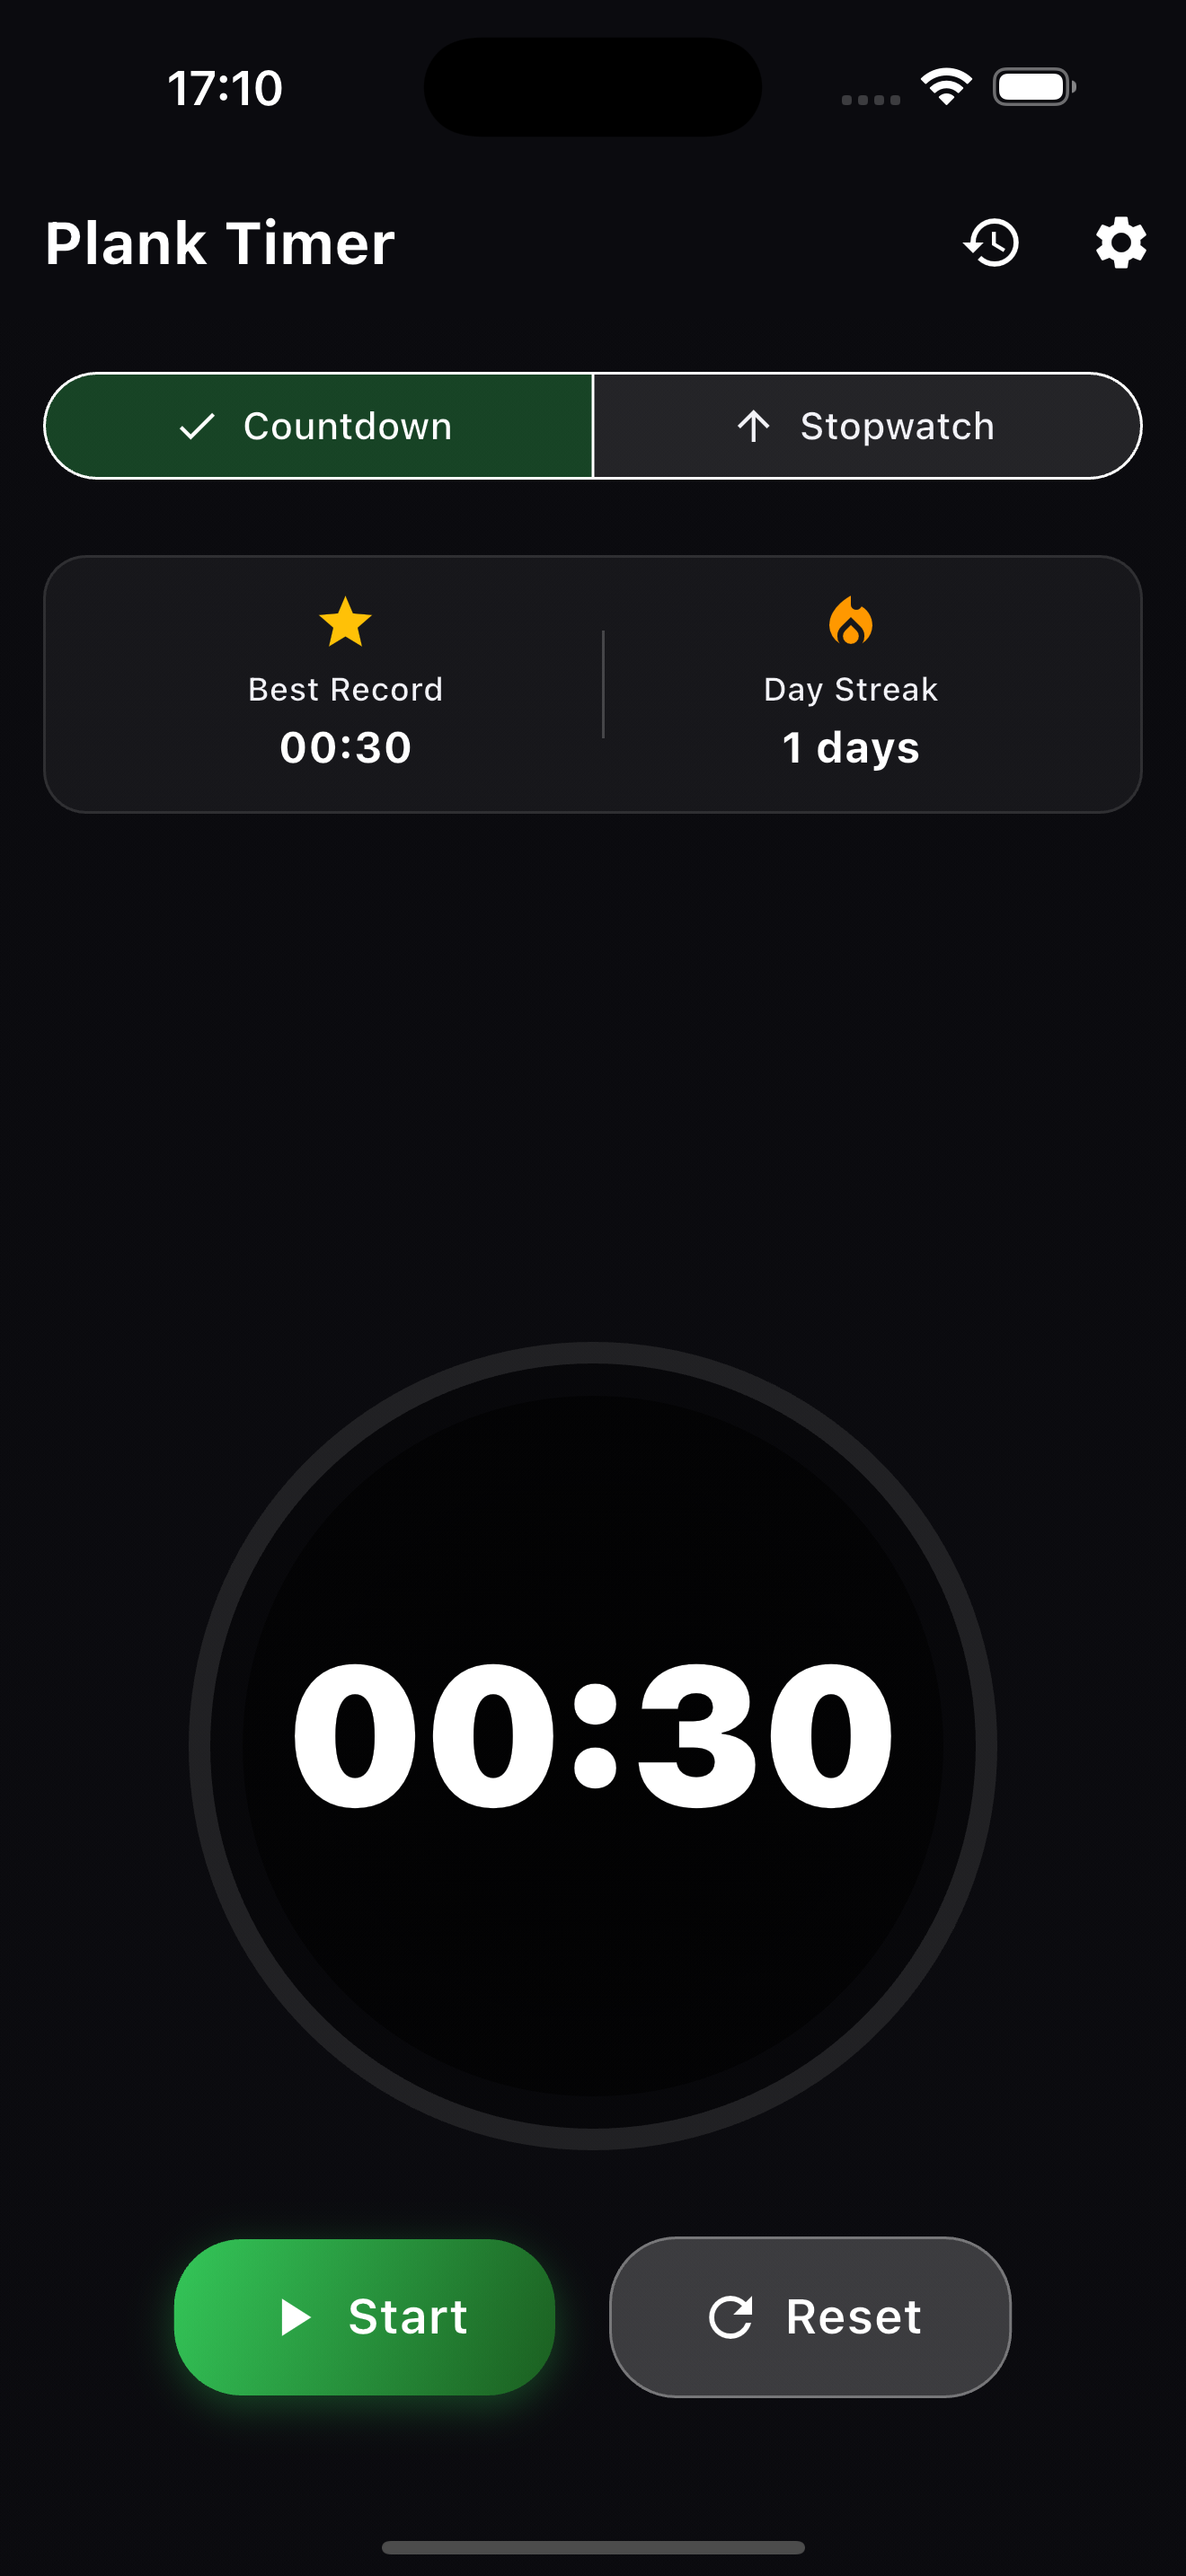 17:10
Plank Timer
Countdown
Stopwatch
Best Record
00:30
Day Streak
1 days
00:30
Start
Reset